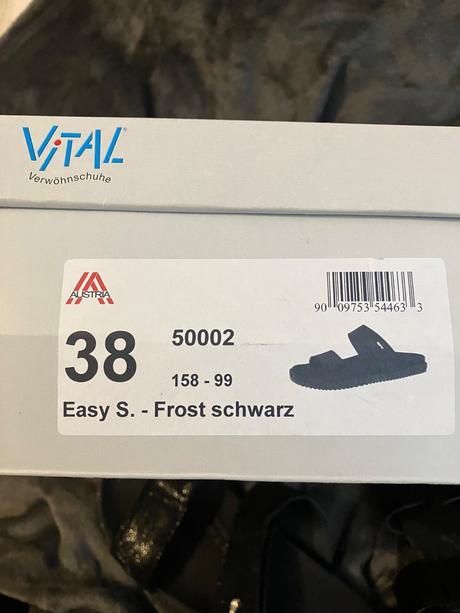 VITAL®
Verwöhnschuhe
AUSTRIA
90 09753 54463 3
38
50002
158 - 99
Easy S. - Frost schwarz